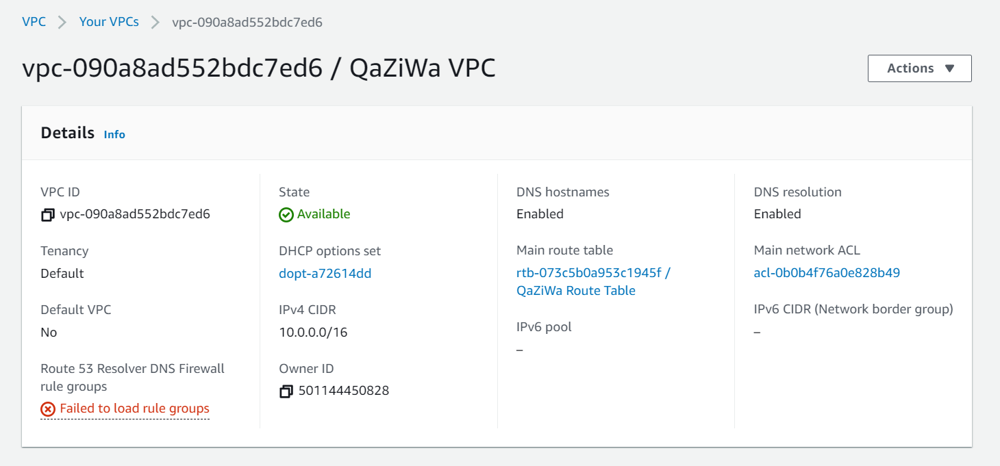 VPC > Your VPCs > vpc-090a8ad552bdc7ed6
vpc-090a8ad552bdc7ed6 / QaZiWa VPC
Actions ▼
Details Info
VPC ID
vpc-090a8ad552bdc7ed6
Tenancy
Default
Default VPC
No
Route 53 Resolver DNS Firewall
rule groups
Failed to load rule groups
State
Available
DHCP options set
dopt-a72614dd
IPv4 CIDR
10.0.0.0/16
Owner ID
501144450828
DNS hostnames
Enabled
Main route table
rtb-073c5b0a953c1945f /
QaZiWa Route Table
IPv6 pool
–
DNS resolution
Enabled
Main network ACL
acl-0b0b4f76a0e828b49
IPv6 CIDR (Network border group)
–